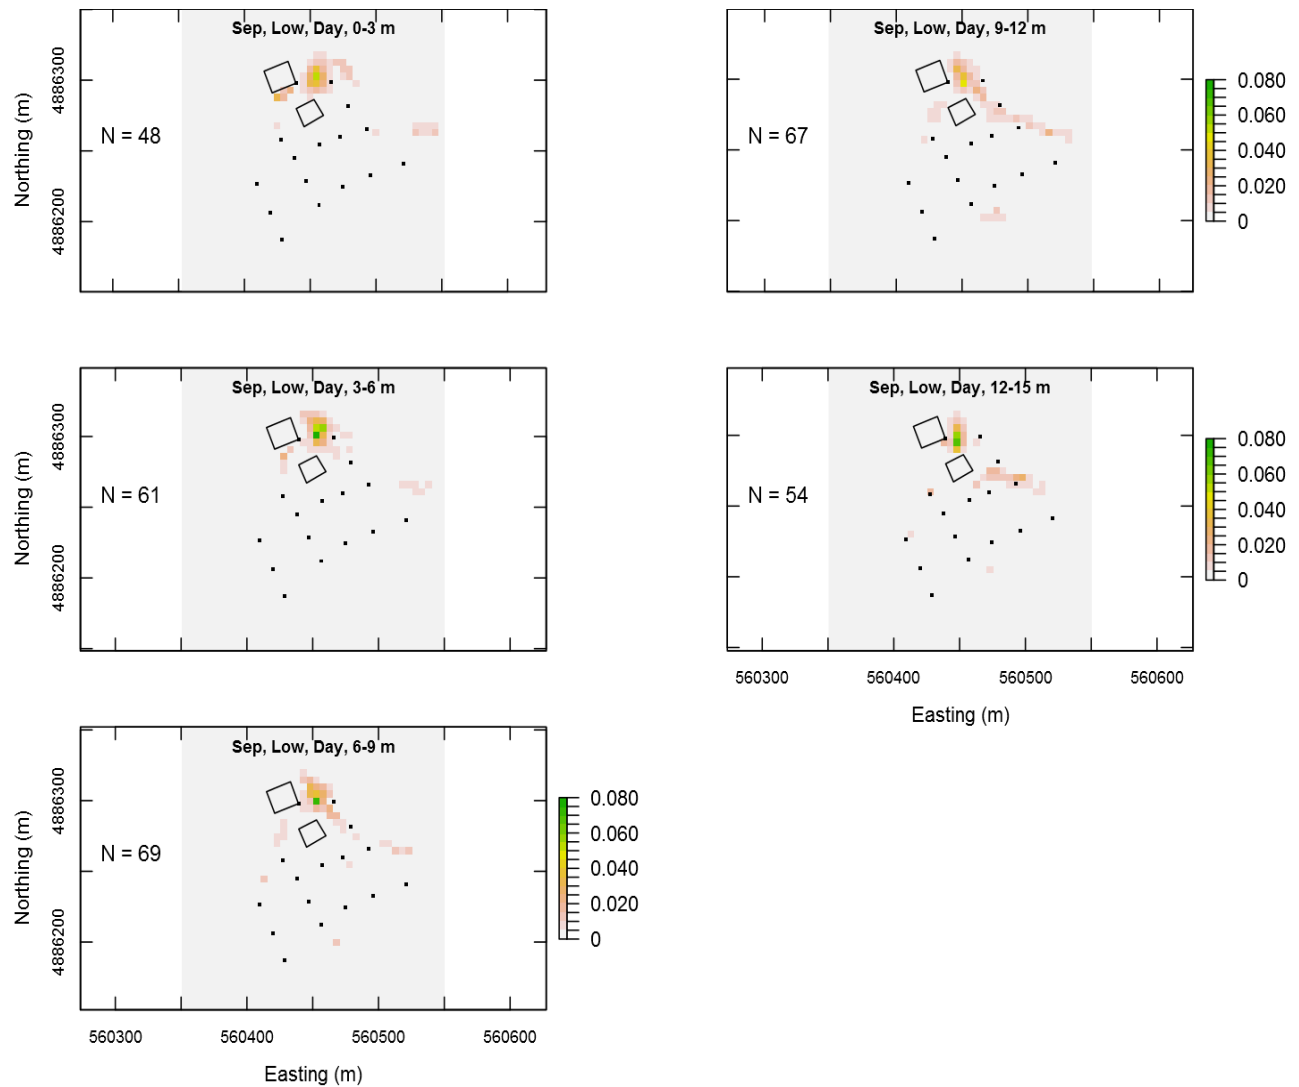 Sep, Low, Day, 0-3 m
N = 48
Northing (m)
4886300
4886200
Sep, Low, Day, 9-12 m
N = 67
0.080
0.060
0.040
0.020
0
Sep, Low, Day, 3-6 m
N = 61
Northing (m)
4886300
4886200
Sep, Low, Day, 12-15 m
N = 54
0.080
0.060
0.040
0.020
0
560300 560400 560500 560600
Easting (m)
Sep, Low, Day, 6-9 m
N = 69
Northing (m)
4886300
4886200
0.080
0.060
0.040
0.020
0
560300 560400 560500 560600
Easting (m)